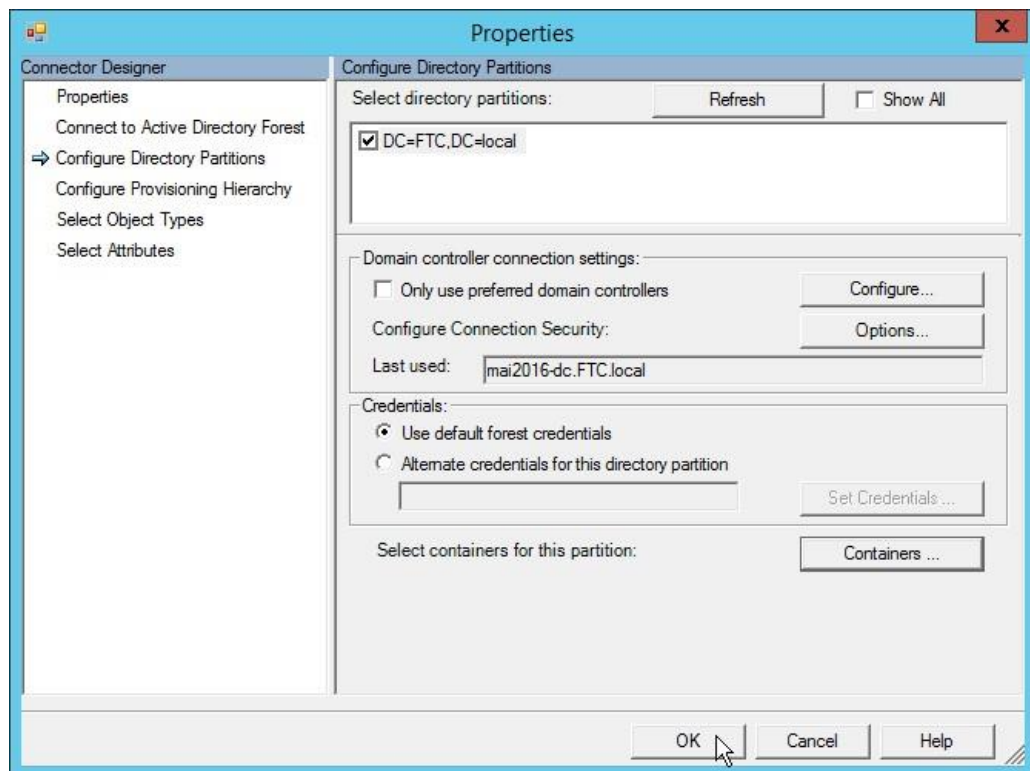 Properties
x
Connector Designer
Properties
Connect to Active Directory Forest
Configure Directory Partitions
Configure Provisioning Hierarchy
Select Object Types
Select Attributes
Configure Directory Partitions
Select directory partitions:
Refresh
Show All
DC=FTC,DC=local
Domain controller connection settings:
Only use preferred domain controllers
Configure...
Configure Connection Security:
Options...
Last used:
mai2016-dc.FTC.local
Credentials:
Use default forest credentials
Alternate credentials for this directory partition
Set Credentials ...
Select containers for this partition:
Containers ...
OK
Cancel
Help